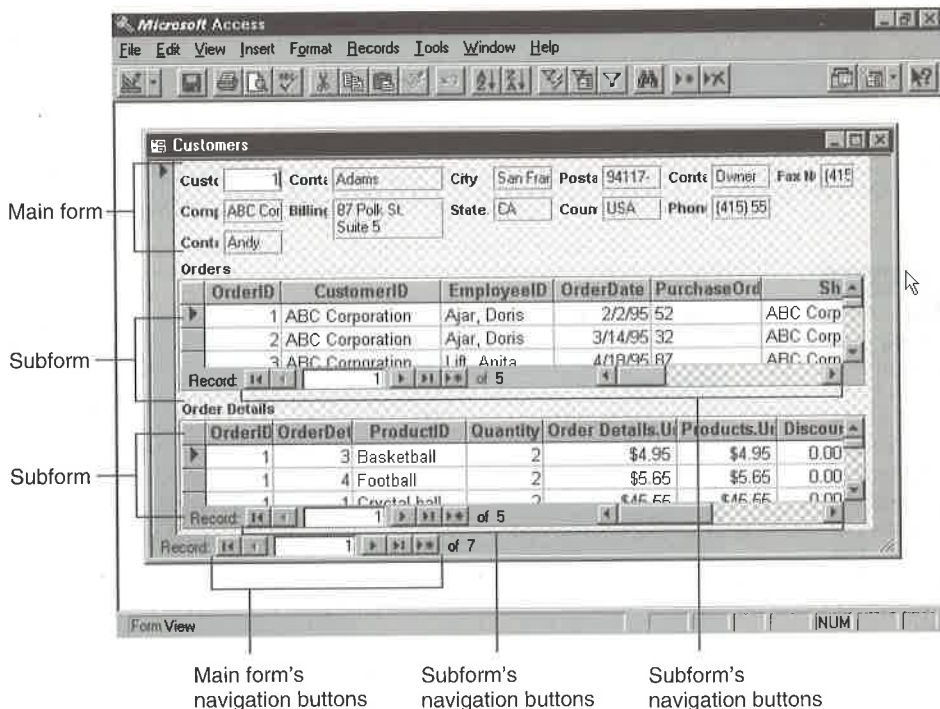 Microsoft Access
File Edit View Insert Format Records Tools Window Help
Customers
Custo 1 Conta Adams City San Fran Posta 94117- Conta Owner Fax N (415
Main form
Comp ABC Cor Billing 87 Polk St. State CA Coun USA Phon (415) 55
Suite 5
Conta Andy
Orders
OrderID CustomerID EmployeeID OrderDate PurchaseOrd Sh
1 ABC Corporation Ajar, Doris 2/2/95 52 ABC Corp
2 ABC Corporation Ajar, Doris 3/14/95 32 ABC Corp
Subform
3 ABC Corporation Lift, Anita 4/18/95 87 ABC Corp
Record: 1 of 5
Order Details
OrderID OrderDet ProductID Quantity Order Details.Un Products.Un Discour
1 3 Basketball 2 $4.95 $4.95 0.00
Subform
1 4 Football 2 $5.65 $5.65 0.00
1 1 Crystal ball 2 $46.55 0.00
Record: 1 of 5
Record: 1 of 7
Form View NUM
Main form's Subform's Subform's
navigation buttons navigation buttons navigation buttons